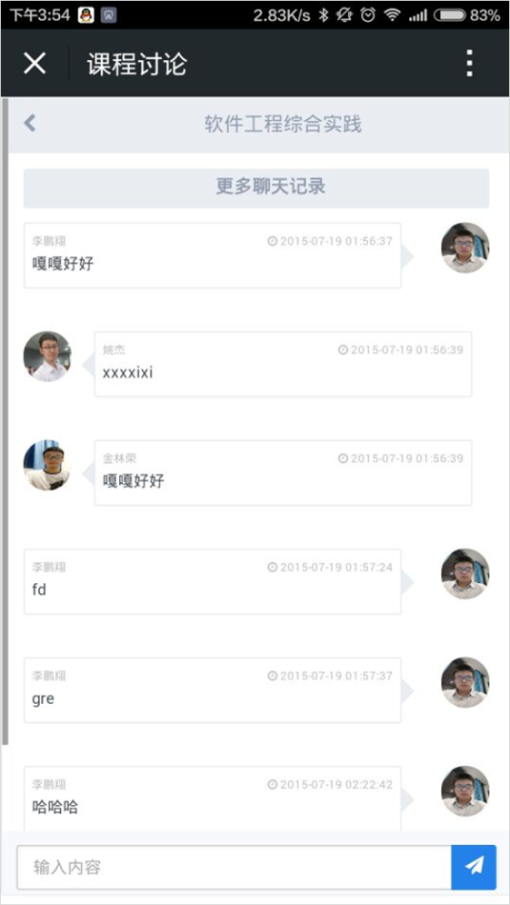 下午3:54 2.83K/s 83%
课程讨论
软件工程综合实践
更多聊天记录
李鹏翔 2015-07-19 01:56:37
嘎嘎好好
姚杰 2015-07-19 01:56:39
xxxxixi
金林荣 2015-07-19 01:56:39
嘎嘎好好
李鹏翔 2015-07-19 01:57:24
fd
李鹏翔 2015-07-19 01:57:37
gre
李鹏翔 2015-07-19 02:22:42
哈哈哈
输入内容